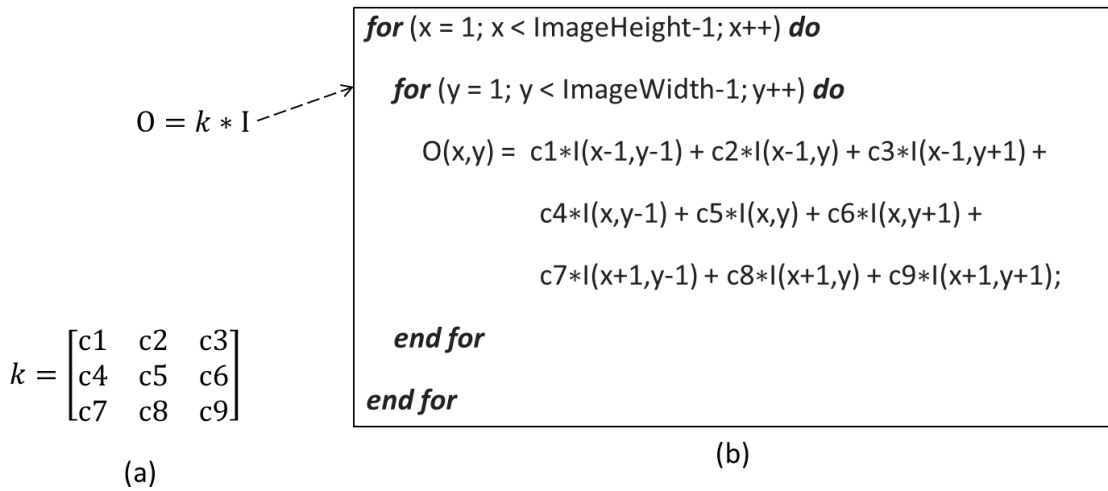 O = k ∗ I
k = [c1 c2 c3
c4 c5 c6
c7 c8 c9]
(a)
for (x = 1; x < ImageHeight-1; x++) do
for (y = 1; y < ImageWidth-1; y++) do
O(x,y) = c1∗I(x-1,y-1) + c2∗I(x-1,y) + c3∗I(x-1,y+1) +
c4∗I(x,y-1) + c5∗I(x,y) + c6∗I(x,y+1) +
c7∗I(x+1,y-1) + c8∗I(x+1,y) + c9∗I(x+1,y+1);
end for
end for
(b)